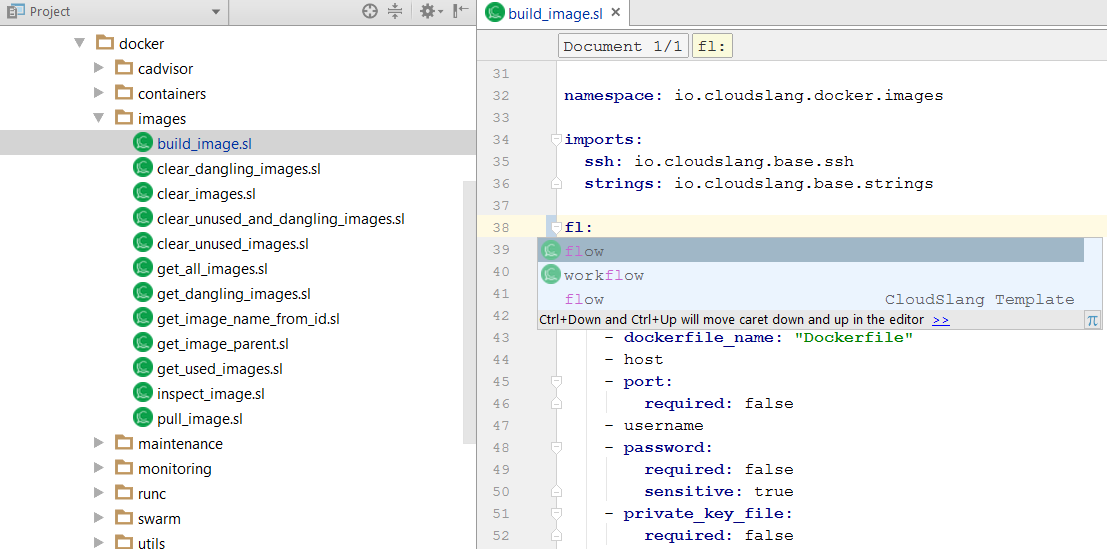 Project
docker
cadvisor
containers
images
build_image.sl
clear_dangling_images.sl
clear_images.sl
clear_unused_and_dangling_images.sl
clear_unused_images.sl
get_all_images.sl
get_dangling_images.sl
get_image_name_from_id.sl
get_image_parent.sl
get_used_images.sl
inspect_image.sl
pull_image.sl
maintenance
monitoring
runc
swarm
utils
build_image.sl
Document 1/1 fl:
31
32 namespace: io.cloudslang.docker.images
33
34 imports:
35 ssh: io.cloudslang.base.ssh
36 strings: io.cloudslang.base.strings
37
38 fl:
39 flow
40 workflow
41 flow CloudSlang Template
42 Ctrl+Down and Ctrl+Up will move caret down and up in the editor >> π
43 - dockerfile_name: "Dockerfile"
44 - host
45 - port:
46 required: false
47 - username
48 - password:
49 required: false
50 sensitive: true
51 - private_key_file:
52 required: false